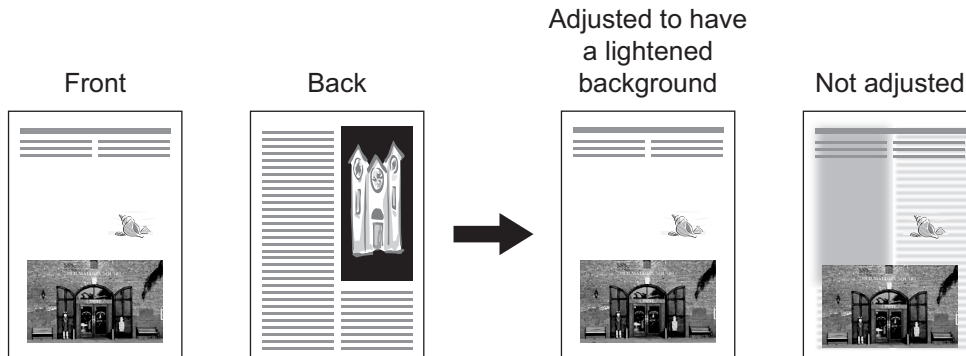 Front
Back
Adjusted to have
a lightened
background
Not adjusted